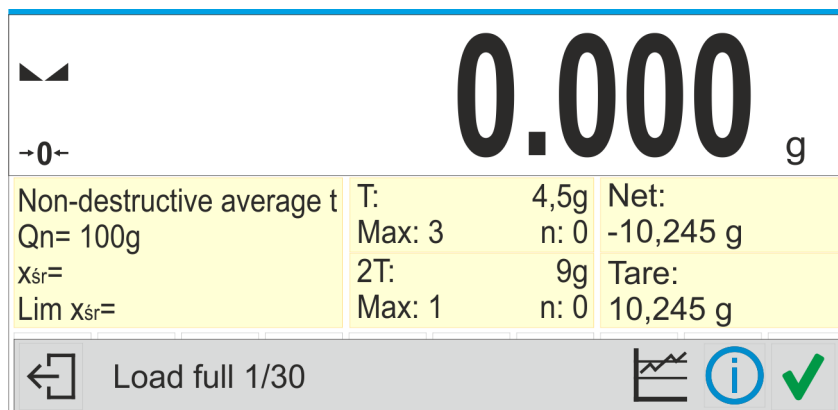 0.000 g
→0←
Non-destructive average t
Qn= 100g
xśr=
Lim xśr=
T: 4,5g
Max: 3 n: 0
2T: 9g
Max: 1 n: 0
Net:
-10,245 g
Tare:
10,245 g
Load full 1/30